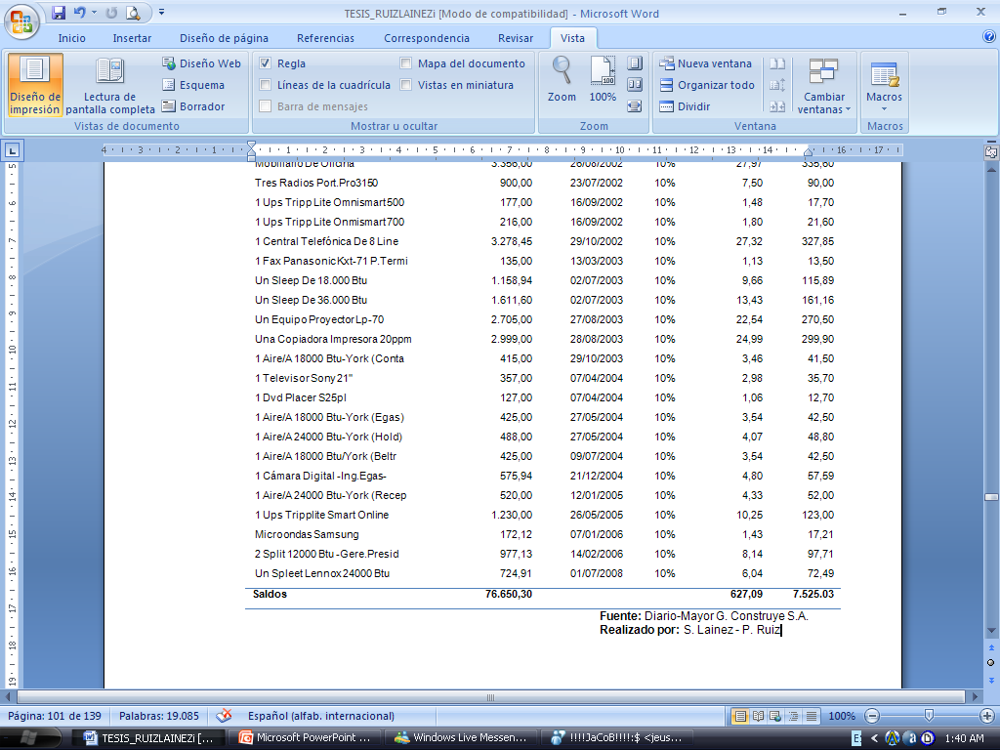 TESIS_RUIZLAINEZi [Modo de compatibilidad] - Microsoft Word
Inicio Insertar Diseño de página Referencias Correspondencia Revisar Vista
Diseño de impresión
Lectura de pantalla completa
Diseño Web
Esquema
Borrador
Vistas de documento
Regla
Líneas de la cuadrícula
Barra de mensajes
Mapa del documento
Vistas en miniatura
Mostrar u ocultar
Zoom
100%
Zoom
Nueva ventana
Organizar todo
Dividir
Cambiar ventanas
Ventana
Macros
Macros
4 3 2 1 1 2 3 4 5 6 7 8 9 10 11 12 13 14 16 17
Mobiliario De Oficina 3.356,00 26/08/2002 10% 27,97 335,60
Tres Radios Port.Pro3150 900,00 23/07/2002 10% 7,50 90,00
1 Ups Tripp Lite Omnismart500 177,00 16/09/2002 10% 1,48 17,70
1 Ups Tripp Lite Onmismart700 216,00 16/09/2002 10% 1,80 21,60
1 Central Telefónica De 8 Line 3.278,45 29/10/2002 10% 27,32 327,85
1 Fax Panasonic Kxt-71 P.Termi 135,00 13/03/2003 10% 1,13 13,50
Un Sleep De 18.000 Btu 1.158,94 02/07/2003 10% 9,66 115,89
Un Sleep De 36.000 Btu 1.611,60 02/07/2003 10% 13,43 161,16
Un Equipo Proyector Lp-70 2.705,00 27/08/2003 10% 22,54 270,50
Una Copiadora Impresora 20ppm 2.999,00 28/08/2003 10% 24,99 299,90
1 Aire/A 18000 Btu-York (Conta 415,00 29/10/2003 10% 3,46 41,50
1 Televisor Sony 21" 357,00 07/04/2004 10% 2,98 35,70
1 Dvd Placer S25pl 127,00 07/04/2004 10% 1,06 12,70
1 Aire/A 18000 Btu-York (Egas) 425,00 27/05/2004 10% 3,54 42,50
1 Aire/A 24000 Btu-York (Hold) 488,00 27/05/2004 10% 4,07 48,80
1 Aire/A 18000 Btu/York (Beltr 425,00 09/07/2004 10% 3,54 42,50
1 Cámara Digital -Ing.Egas- 575,94 21/12/2004 10% 4,80 57,59
1 Aire/A 24000 Btu-York (Recep 520,00 12/01/2005 10% 4,33 52,00
1 Ups Tripplite Smart Online 1.230,00 26/05/2005 10% 10,25 123,00
Microondas Samsung 172,12 07/01/2006 10% 1,43 17,21
2 Split 12000 Btu -Gere.Presid 977,13 14/02/2006 10% 8,14 97,71
Un Spleet Lennox 24000 Btu 724,91 01/07/2008 10% 6,04 72,49
Saldos 76.650,30 627,09 7.525.03
Fuente: Diario-Mayor G. Construye S.A.
Realizado por: S. Lainez - P. Ruiz
Página: 101 de 139 Palabras: 19.085 Español (alfab. internacional) 100%
TESIS_RUIZLAINEZi [... Microsoft PowerPoint ... Windows Live Messen... !!!!JaCoB!!!!:$ <jeus... E: 1:40 AM